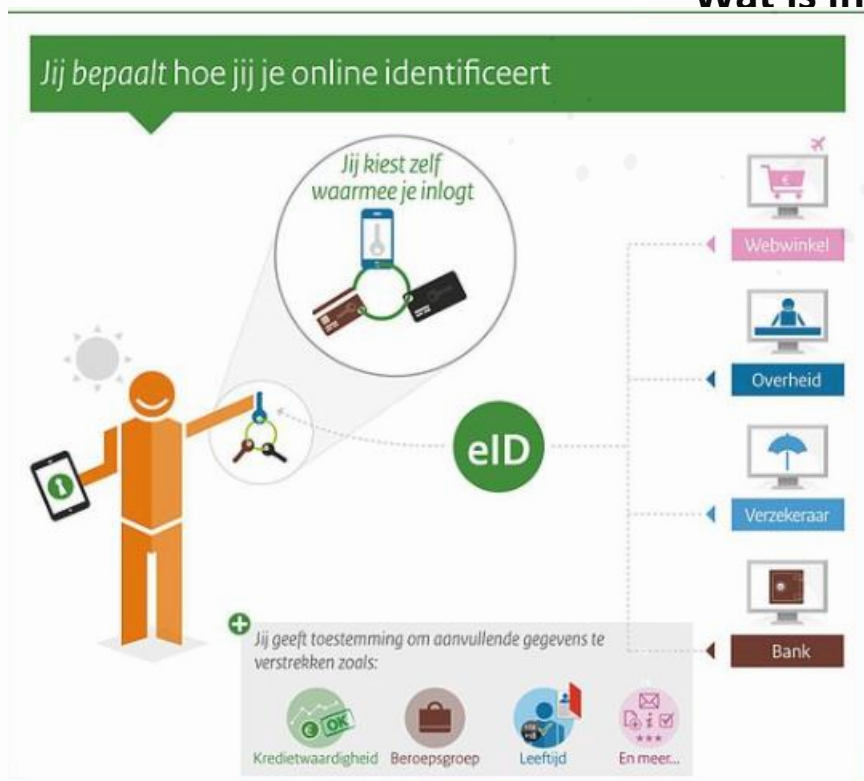 Wat is in
Jij bepaalt hoe jij je online identificeert
Jij kiest zelf
waarmee je inlogt
Webwinkel
Overheid
eID
Verzekeraar
Bank
Jij geeft toestemming om aanvullende gegevens te
verstrekken zoals:
OK
Kredietwaardigheid
Beroepsgroep
Leeftijd
En meer...